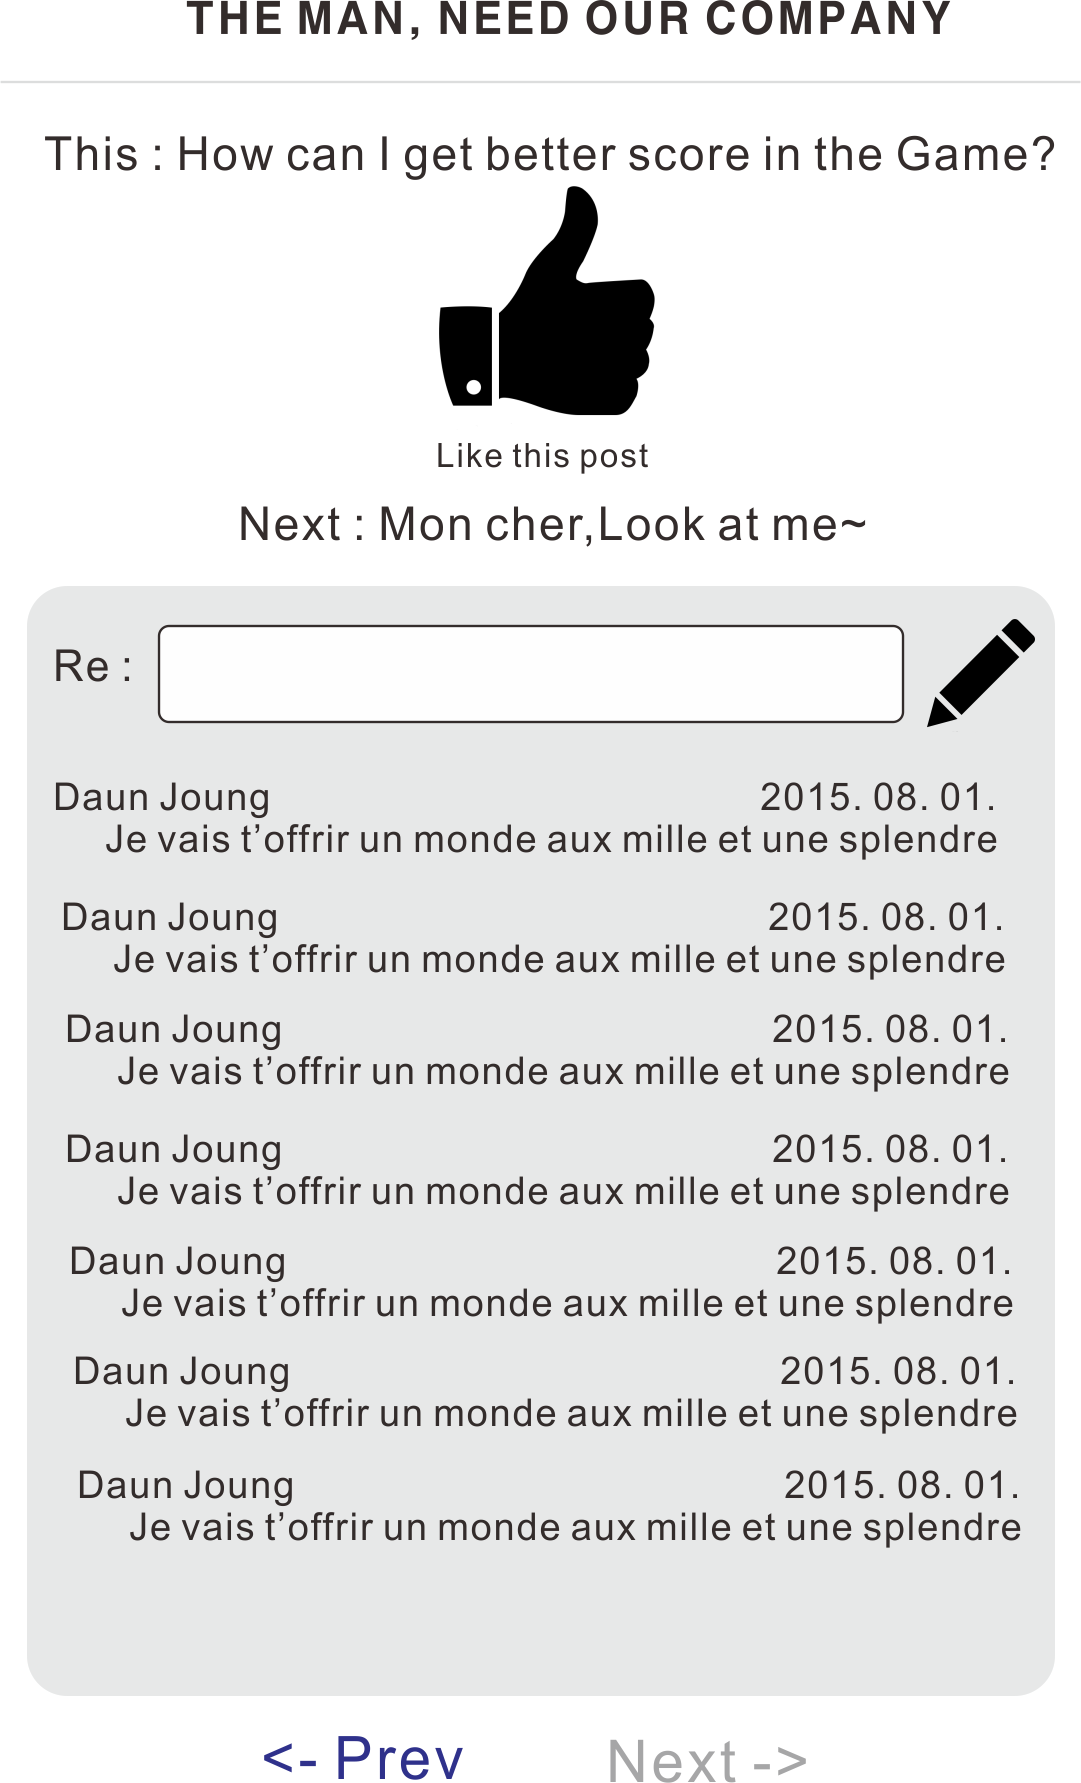 THE MAN, NEED OUR COMPANY
This : How can I get better score in the Game?
Like this post
Next : Mon cher,Look at me~
Re :
Daun Joung 2015. 08. 01.
Je vais t’offrir un monde aux mille et une splendre
Daun Joung 2015. 08. 01.
Je vais t’offrir un monde aux mille et une splendre
Daun Joung 2015. 08. 01.
Je vais t’offrir un monde aux mille et une splendre
Daun Joung 2015. 08. 01.
Je vais t’offrir un monde aux mille et une splendre
Daun Joung 2015. 08. 01.
Je vais t’offrir un monde aux mille et une splendre
Daun Joung 2015. 08. 01.
Je vais t’offrir un monde aux mille et une splendre
Daun Joung 2015. 08. 01.
Je vais t’offrir un monde aux mille et une splendre
<- Prev Next ->